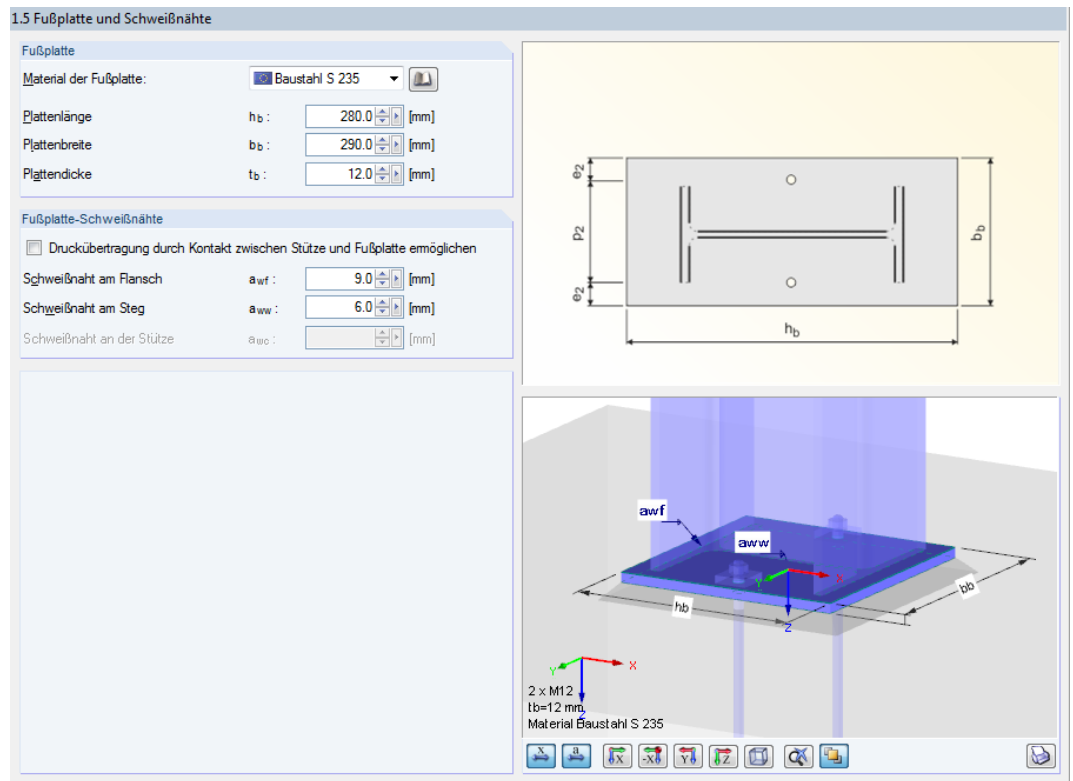 1.5 Fußplatte und Schweißnähte
Fußplatte
Material der Fußplatte:
Baustahl S 235
Plattenlänge hb : 280.0 [mm]
Plattenbreite bb : 290.0 [mm]
Plattendicke tb : 12.0 [mm]
Fußplatte-Schweißnähte
Druckübertragung durch Kontakt zwischen Stütze und Fußplatte ermöglichen
Schweißnaht am Flansch awf : 9.0 [mm]
Schweißnaht am Steg aww : 6.0 [mm]
Schweißnaht an der Stütze awc : [mm]
e2
p2
e2
bb
hb
awf
aww
Y
X
Z
hb
bb
Y
X
Z
2 x M12
tb=12 mm
Material Baustahl S 235
x
a
X
-X
Y
Z